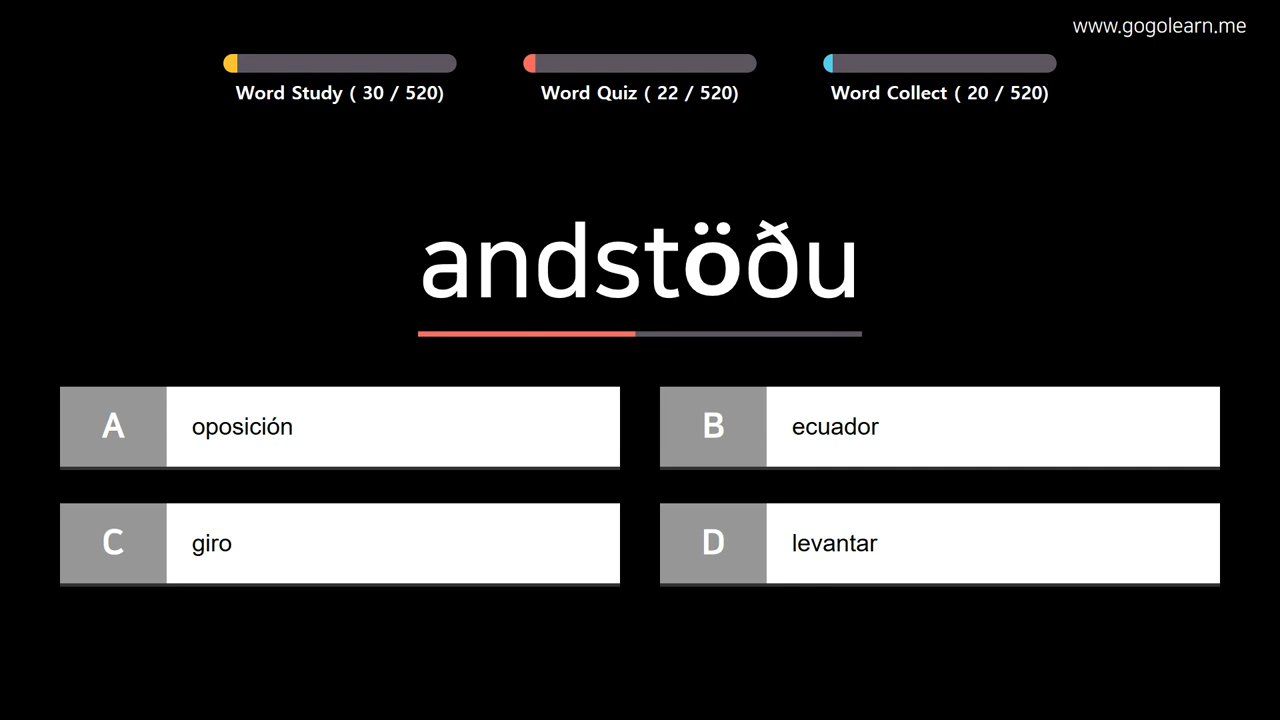 www.gogolearn.me
Word Study ( 30 / 520)
Word Quiz ( 22 / 520)
Word Collect ( 20 / 520)
andstöðu
A
oposición
B
ecuador
C
giro
D
levantar